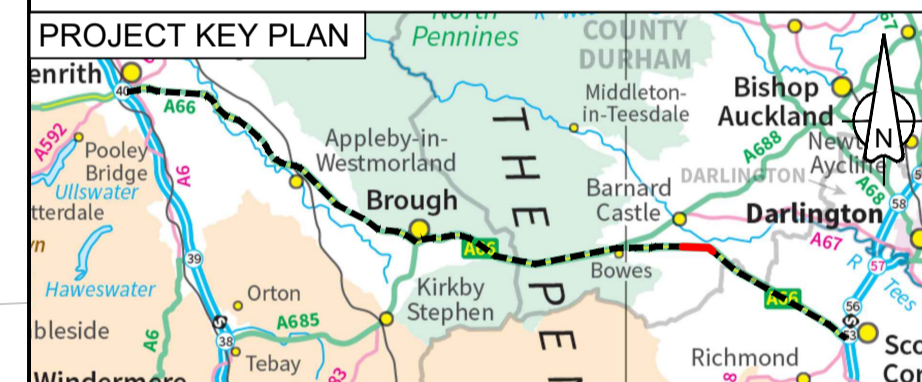 PROJECT KEY PLAN
North
Pennines
COUNTY
DURHAM
enrith
40
A66
A592
Pooley
Bridge
Ullswater
tterdale
A6
Haweswater
39
Orton
A685
38
Tebay
A6
bleside
Windermere
Appleby-in-
Westmorland
Brough
A66
Kirkby
Stephen
THE PE
Middleton-
in-Teesdale
Barnard
Castle
Bowes
Bishop
Auckland
A688
DARLINGTON
Newt
Aycliffe
A68
N
58
Darlington
A67
57
R Tees
56
S
A66
53
Sco
Cor
Richmond